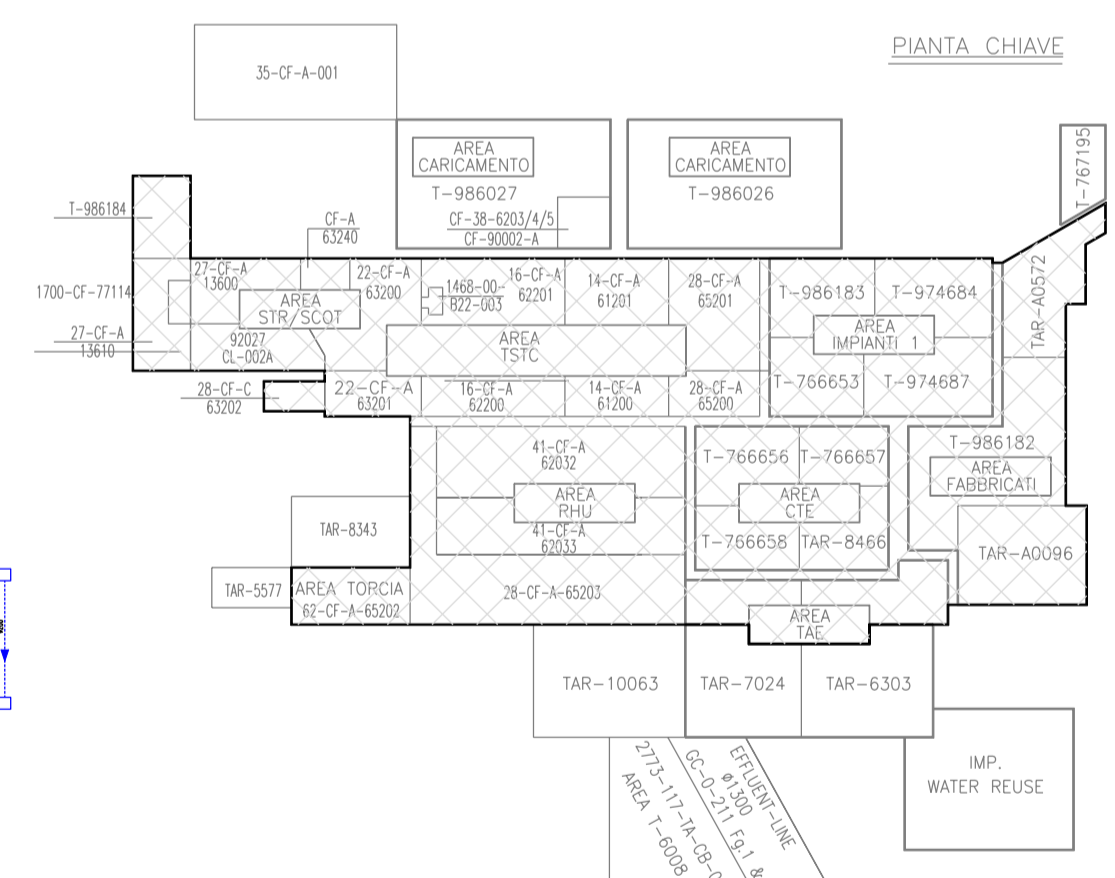 PIANTA CHIAVE
35-CF-A-001
AREA
CARICAMENTO
T-986027
CF-38-6203/4/5
CF-90002-A
AREA
CARICAMENTO
T-986026
T-767195
T-986184
CF-A
63240
27-CF-A
13600
22-CF-A
63200
1468-00-
B22-003
16-CF-A
62201
14-CF-A
61201
28-CF-A
65201
T-986183
T-974684
TAR-A0572
1700-CF-77114
AREA
STR/SCOT
AREA
TSTC
AREA
IMPIANTI 1
27-CF-A
13610
92027
CL-002A
28-CF-C
63202
22-CF-A
63201
16-CF-A
62200
14-CF-A
61200
28-CF-A
65200
T-766653
T-974687
41-CF-A
62032
AREA
RHU
41-CF-A
62033
T-766656
T-766657
AREA
CTE
T-766658
TAR-8466
T-986182
AREA
FABBRICATI
TAR-8343
TAR-A0096
TAR-5577
AREA TORCIA
62-CF-A-65202
28-CF-A-65203
AREA
TAE
TAR-10063
TAR-7024
TAR-6303
IMP.
WATER REUSE
EFFLUENT-LINE
ø1300
GC-0-211 Fg.1 &
2773-117-TA-CB-
AREA T-6008